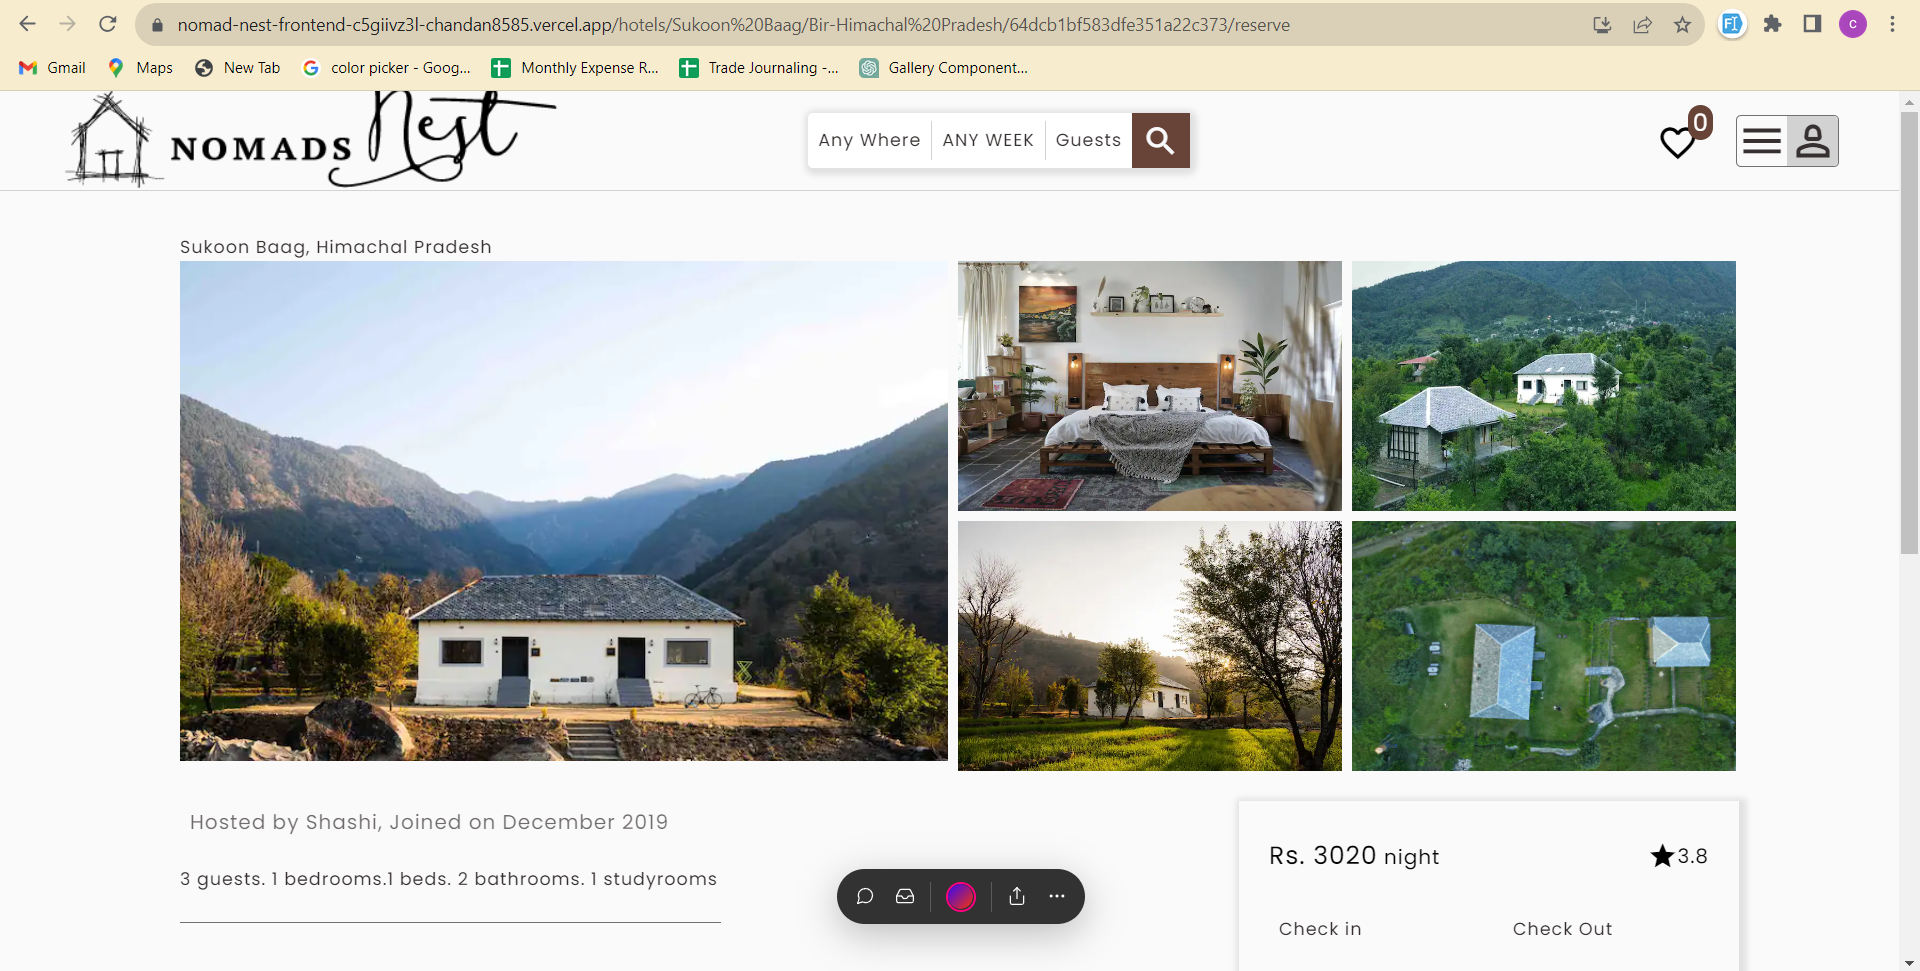 nomad-nest-frontend-c5giivz3l-chandan8585.vercel.app/hotels/Sukoon%20Baag/Bir-Himachal%20Pradesh/64dcb1bf583dfe351a22c373/reserve
c
Gmail Maps New Tab color picker - Goog... Monthly Expense R... Trade Journaling -... Gallery Component...
NOMADS Nest
Any Where ANY WEEK Guests
0
Sukoon Baag, Himachal Pradesh
Hosted by Shashi, Joined on December 2019
3 guests. 1 bedrooms.1 beds. 2 bathrooms. 1 studyrooms
Rs. 3020 night
3.8
Check in Check Out